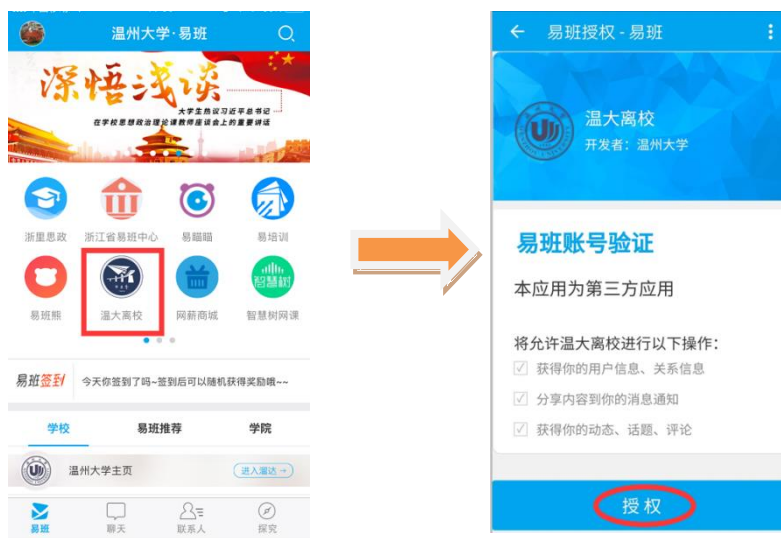 温州大学·易班
深悟浅谈
大学生热议习近平总书记
在学校思想政治理论课教师座谈会上的重要讲话
浙里思政
浙江省易班中心
易瞄瞄
易培训
智慧树
易班熊
温大离校
网薪商城
智慧树网课
易班签到
今天你签到了吗~签到后可以随机获得奖励哦~~
学校
易班推荐
学院
温州大学主页
进入溜达→
易班
聊天
联系人
探究
易班授权 - 易班
温大离校
开发者：温州大学
易班账号验证
本应用为第三方应用
将允许温大离校进行以下操作：
获得你的用户信息、关系信息
分享内容到你的消息通知
获得你的动态、话题、评论
授 权